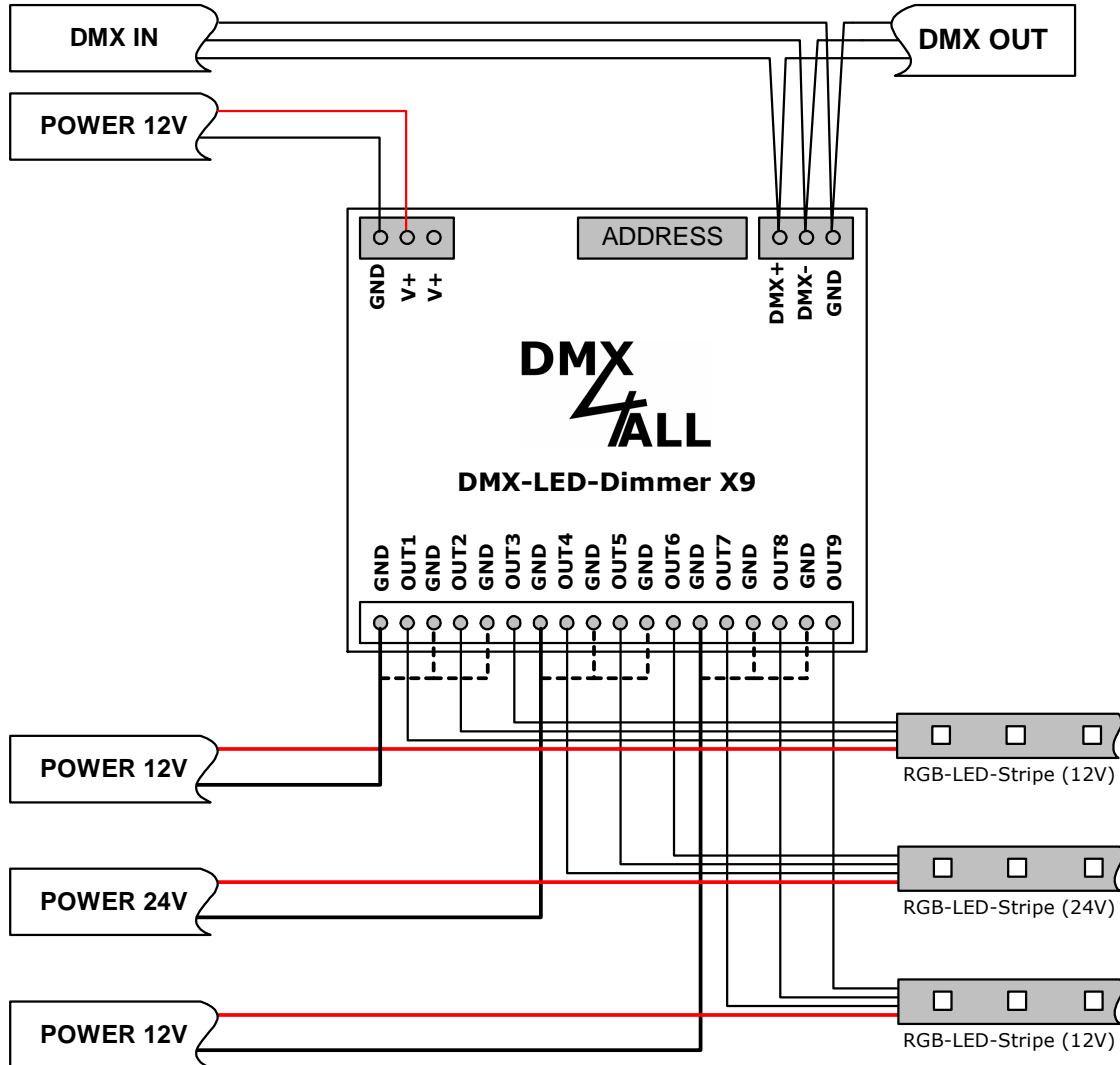 DMX IN
DMX OUT
POWER 12V
ADDRESS
GND
V+
V+
DMX+
DMX-
GND
DMX
4
ALL
DMX-LED-Dimmer X9
GND
OUT1
GND
OUT2
GND
OUT3
GND
OUT4
GND
OUT5
GND
OUT6
GND
OUT7
GND
OUT8
GND
OUT9
POWER 12V
RGB-LED-Stripe (12V)
POWER 24V
RGB-LED-Stripe (24V)
POWER 12V
RGB-LED-Stripe (12V)